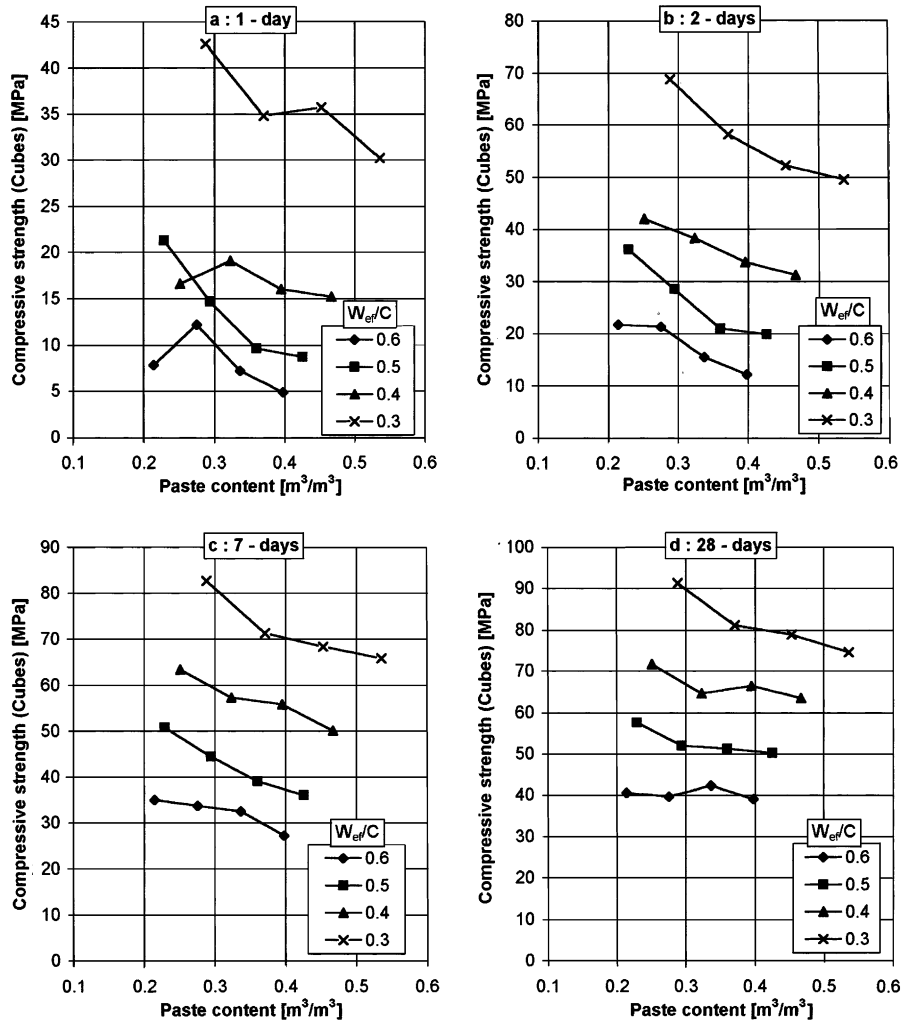 a : 1 - day
Compressive strength (Cubes) [MPa]
45
40
35
30
25
20
15
10
5
0
0.1 0.2 0.3 0.4 0.5 0.6
Paste content [m³/m³]
W_ef/C
0.6
0.5
0.4
0.3
b : 2 - days
Compressive strength (Cubes) [MPa]
80
70
60
50
40
30
20
10
0
0.1 0.2 0.3 0.4 0.5 0.6
Paste content [m³/m³]
W_ef/C
0.6
0.5
0.4
0.3
c : 7 - days
Compressive strength (Cubes) [MPa]
90
80
70
60
50
40
30
20
10
0
0.1 0.2 0.3 0.4 0.5 0.6
Paste content [m³/m³]
W_ef/C
0.6
0.5
0.4
0.3
d : 28 - days
Compressive strength (Cubes) [MPa]
100
90
80
70
60
50
40
30
20
10
0
0.1 0.2 0.3 0.4 0.5 0.6
Paste content [m³/m³]
W_ef/C
0.6
0.5
0.4
0.3